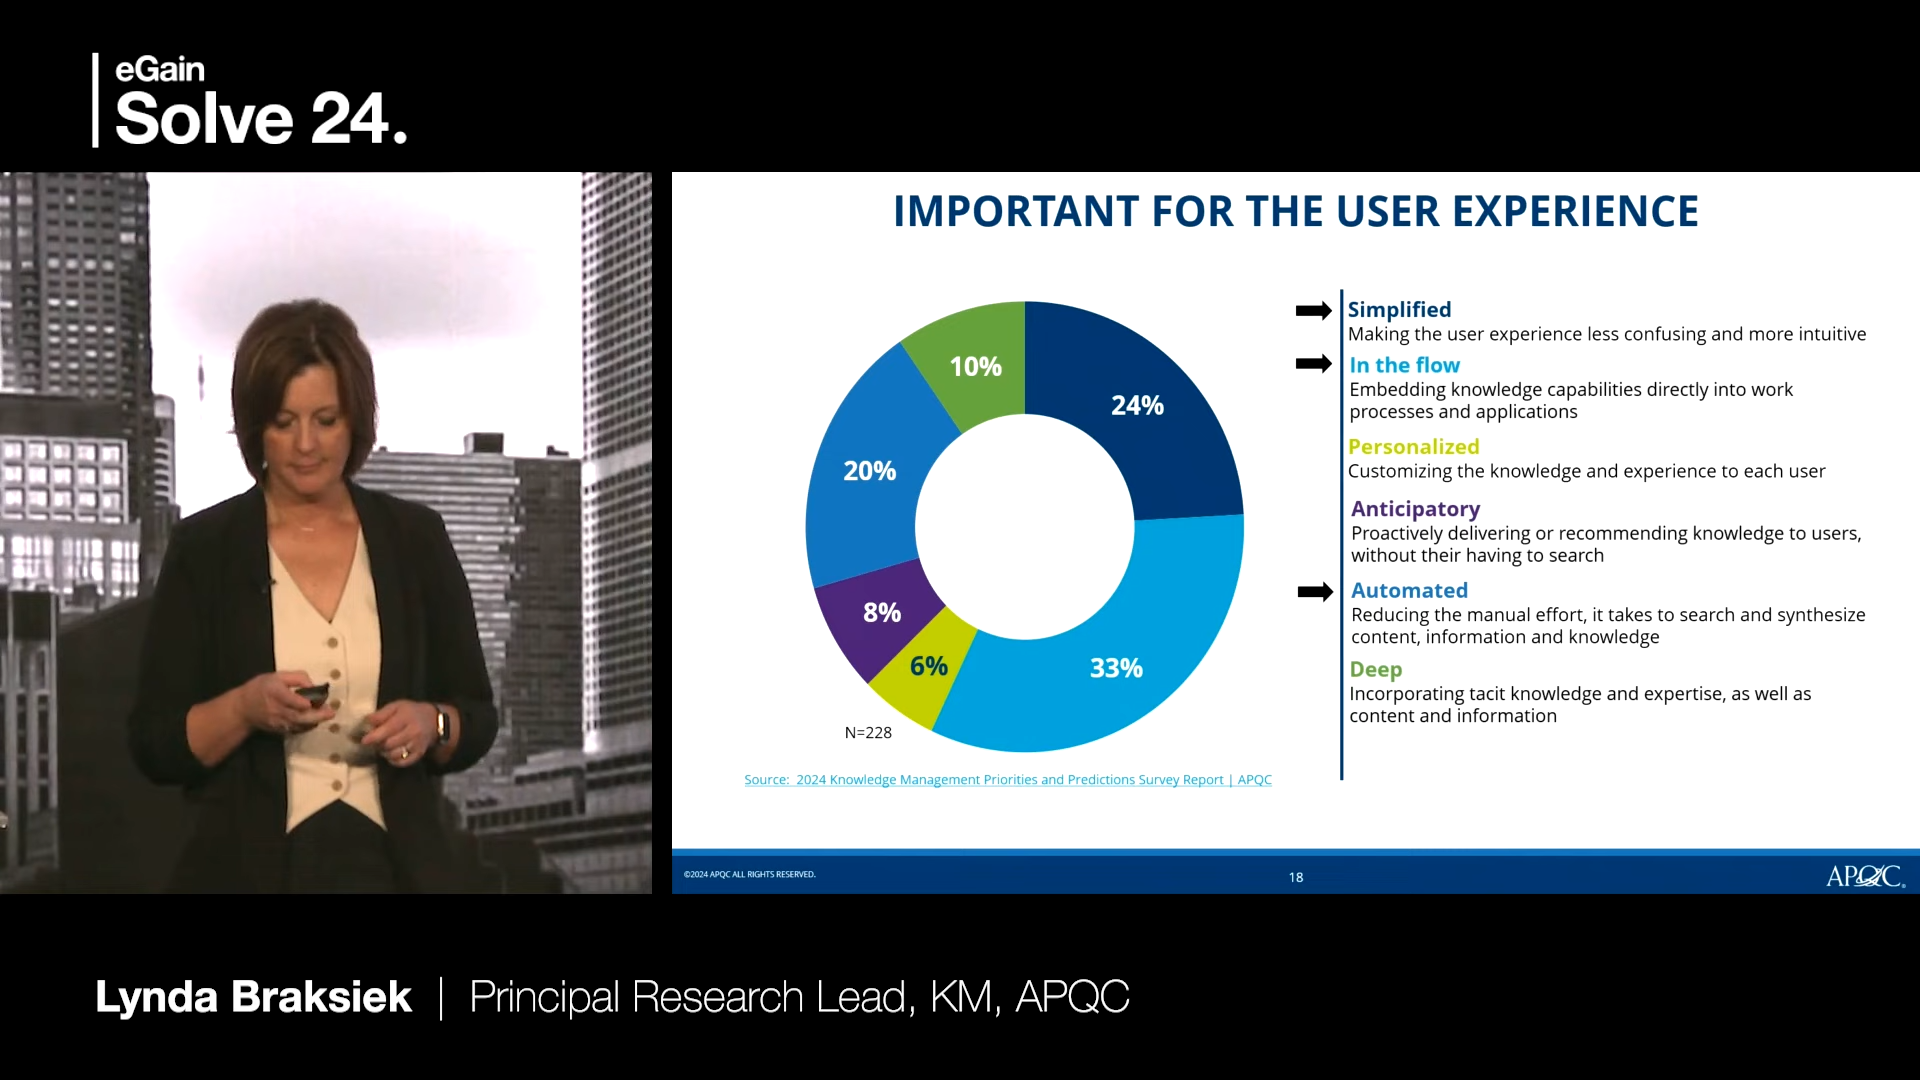 eGain
Solve 24.
IMPORTANT FOR THE USER EXPERIENCE
10%
24%
20%
8%
6%
33%
N=228
Source:  2024 Knowledge Management Priorities and Predictions Survey Report | APQC
Simplified
Making the user experience less confusing and more intuitive
In the flow
Embedding knowledge capabilities directly into work
processes and applications
Personalized
Customizing the knowledge and experience to each user
Anticipatory
Proactively delivering or recommending knowledge to users,
without their having to search
Automated
Reducing the manual effort, it takes to search and synthesize
content, information and knowledge
Deep
Incorporating tacit knowledge and expertise, as well as
content and information
©2024 APQC ALL RIGHTS RESERVED.
18
APQC®
Lynda Braksiek | Principal Research Lead, KM, APQC